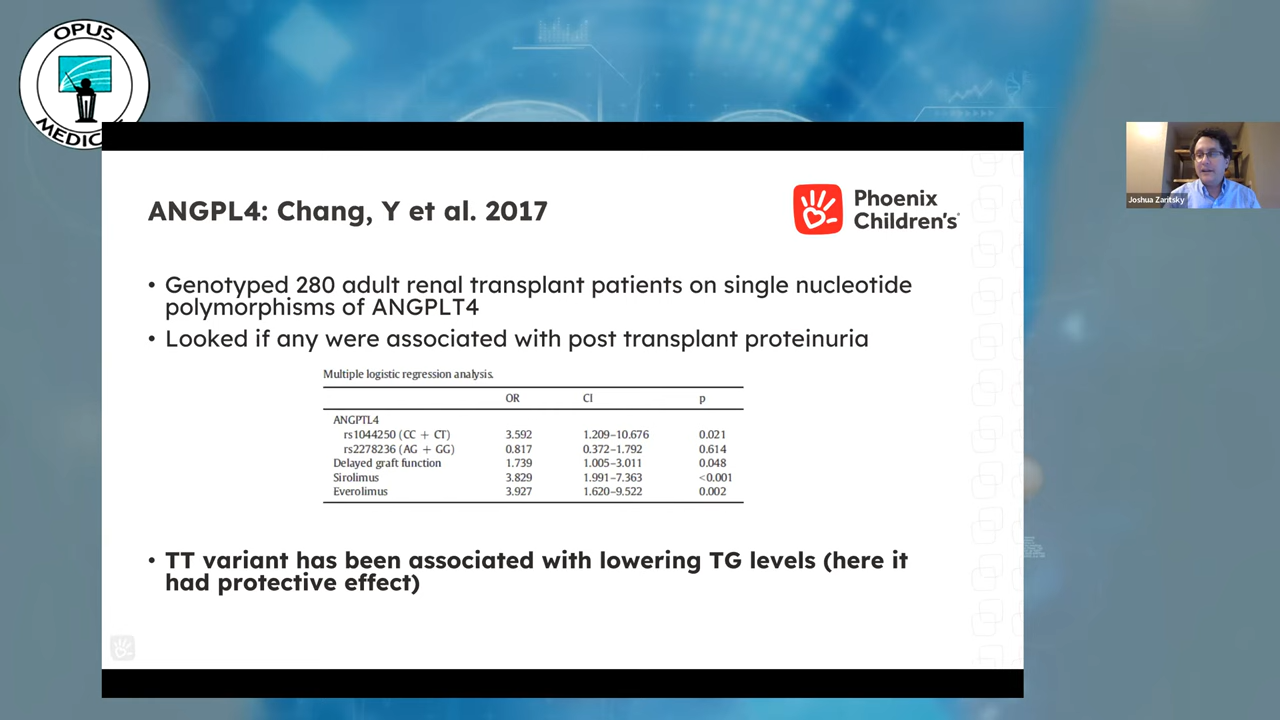 OPUS
MEDIC
ANGPL4: Chang, Y et al. 2017
Phoenix
Children's
• Genotyped 280 adult renal transplant patients on single nucleotide
polymorphisms of ANGPLT4
• Looked if any were associated with post transplant proteinuria
Multiple logistic regression analysis.
OR CI p
ANGPTL4
rs1044250 (CC + CT) 3.592 1.209–10.676 0.021
rs2278236 (AG + GG) 0.817 0.372–1.792 0.614
Delayed graft function 1.739 1.005–3.011 0.048
Sirolimus 3.829 1.991–7.363 <0.001
Everolimus 3.927 1.620–9.522 0.002
• TT variant has been associated with lowering TG levels (here it
had protective effect)
Joshua Zaritsky